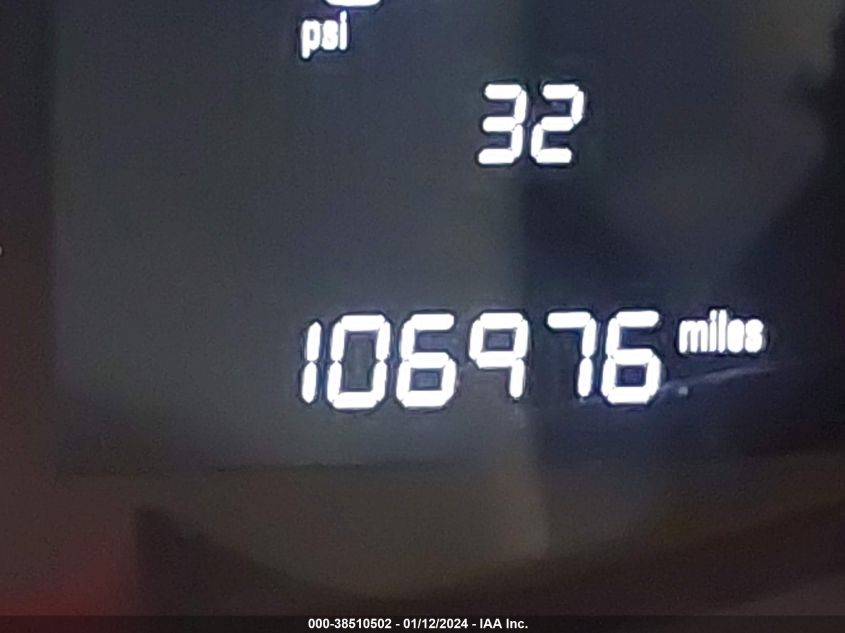 psi
32
106976 miles
000-38510502 - 01/12/2024 - IAA Inc.